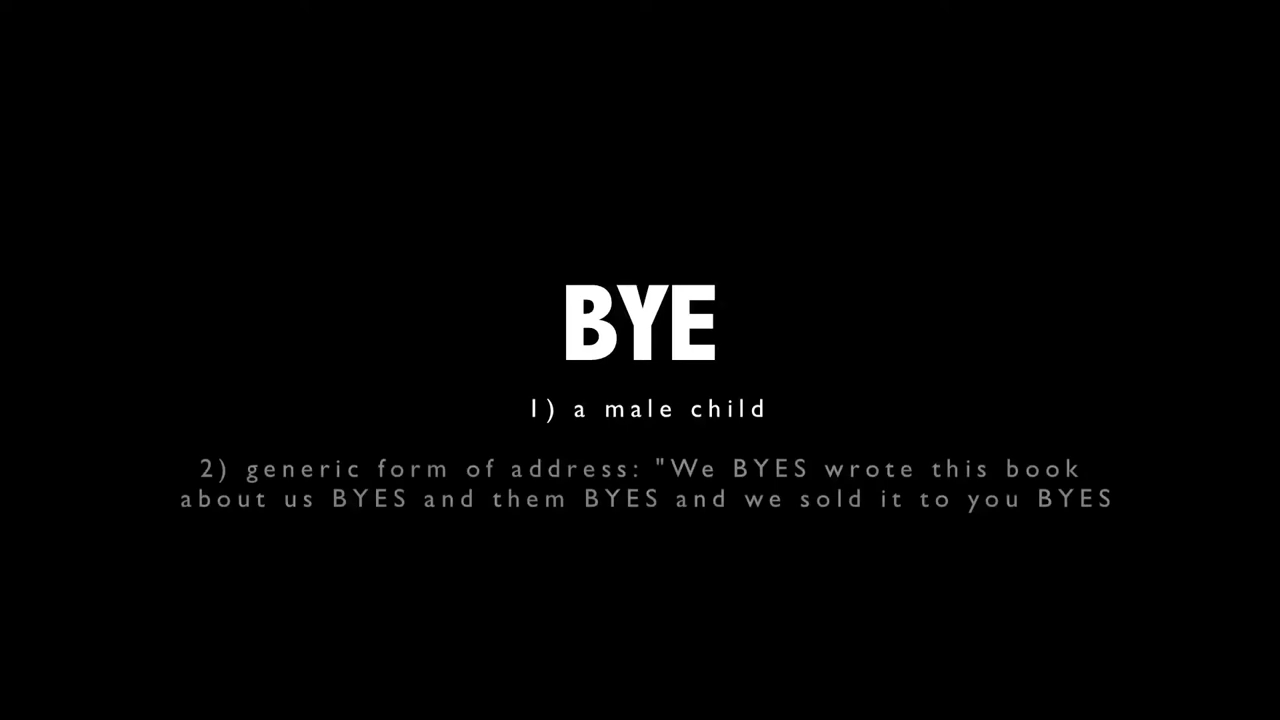 BYE
1) a male child
2) generic form of address: "We BYES wrote this book
about us BYES and them BYES and we sold it to you BYES